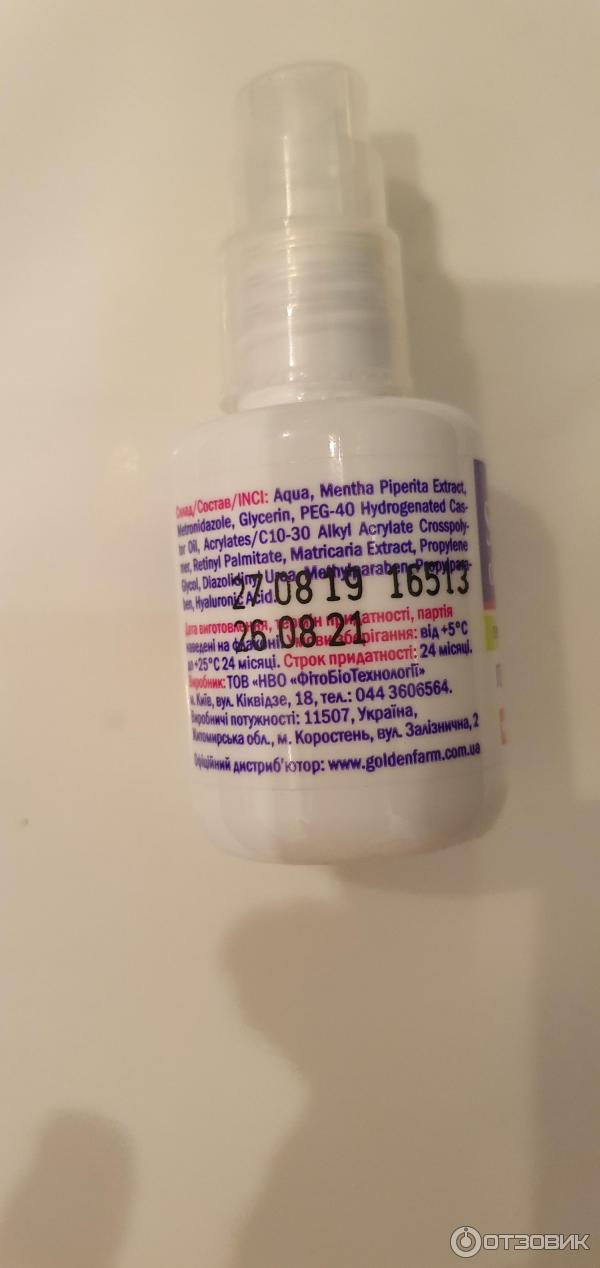 Склад/Состав/INCI: Aqua, Mentha Piperita Extract,
Metronidazole, Glycerin, PEG-40 Hydrogenated Cas-
tor Oil, Acrylates/C10-30 Alkyl Acrylate Crosspoly-
mer, Retinyl Palmitate, Matricaria Extract, Propylene
Glycol, Diazolidinyl Urea, Methylparaben, Propylpara-
ben, Hyaluronic Acid.
27 08 19 16513
26 08 21
Дата виготовлення, термін придатності, партія
наведені на флаконі. Умови зберігання: від +5°С
до +25°С 24 місяці. Строк придатності: 24 місяці.
Виробник: ТОВ «НВО «ФітоБіоТехнології»
м. Київ, вул. Кіквідзе, 18, тел.: 044 3606564.
Виробничі потужності: 11507, Україна,
Житомирська обл., м. Коростень, вул. Залізнична, 2
Офіційний дистриб'ютор: www.goldenfarm.com.ua
ОТЗОВИК